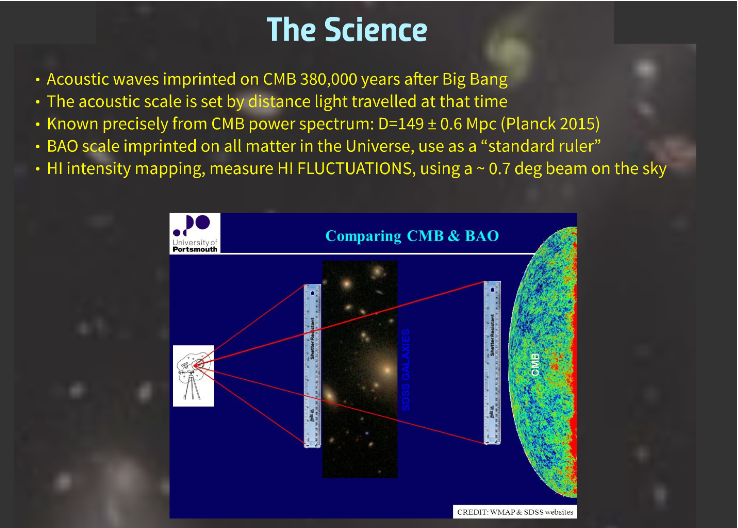 The Science
• Acoustic waves imprinted on CMB 380,000 years after Big Bang
• The acoustic scale is set by distance light travelled at that time
• Known precisely from CMB power spectrum: D=149 ± 0.6 Mpc (Planck 2015)
• BAO scale imprinted on all matter in the Universe, use as a “standard ruler”
• HI intensity mapping, measure HI FLUCTUATIONS, using a ~ 0.7 deg beam on the sky
University of
Portsmouth
Comparing CMB & BAO
Shatter Resistant
SDSS GALAXIES
Shatter Resistant
CMB
CREDIT: WMAP & SDSS websites